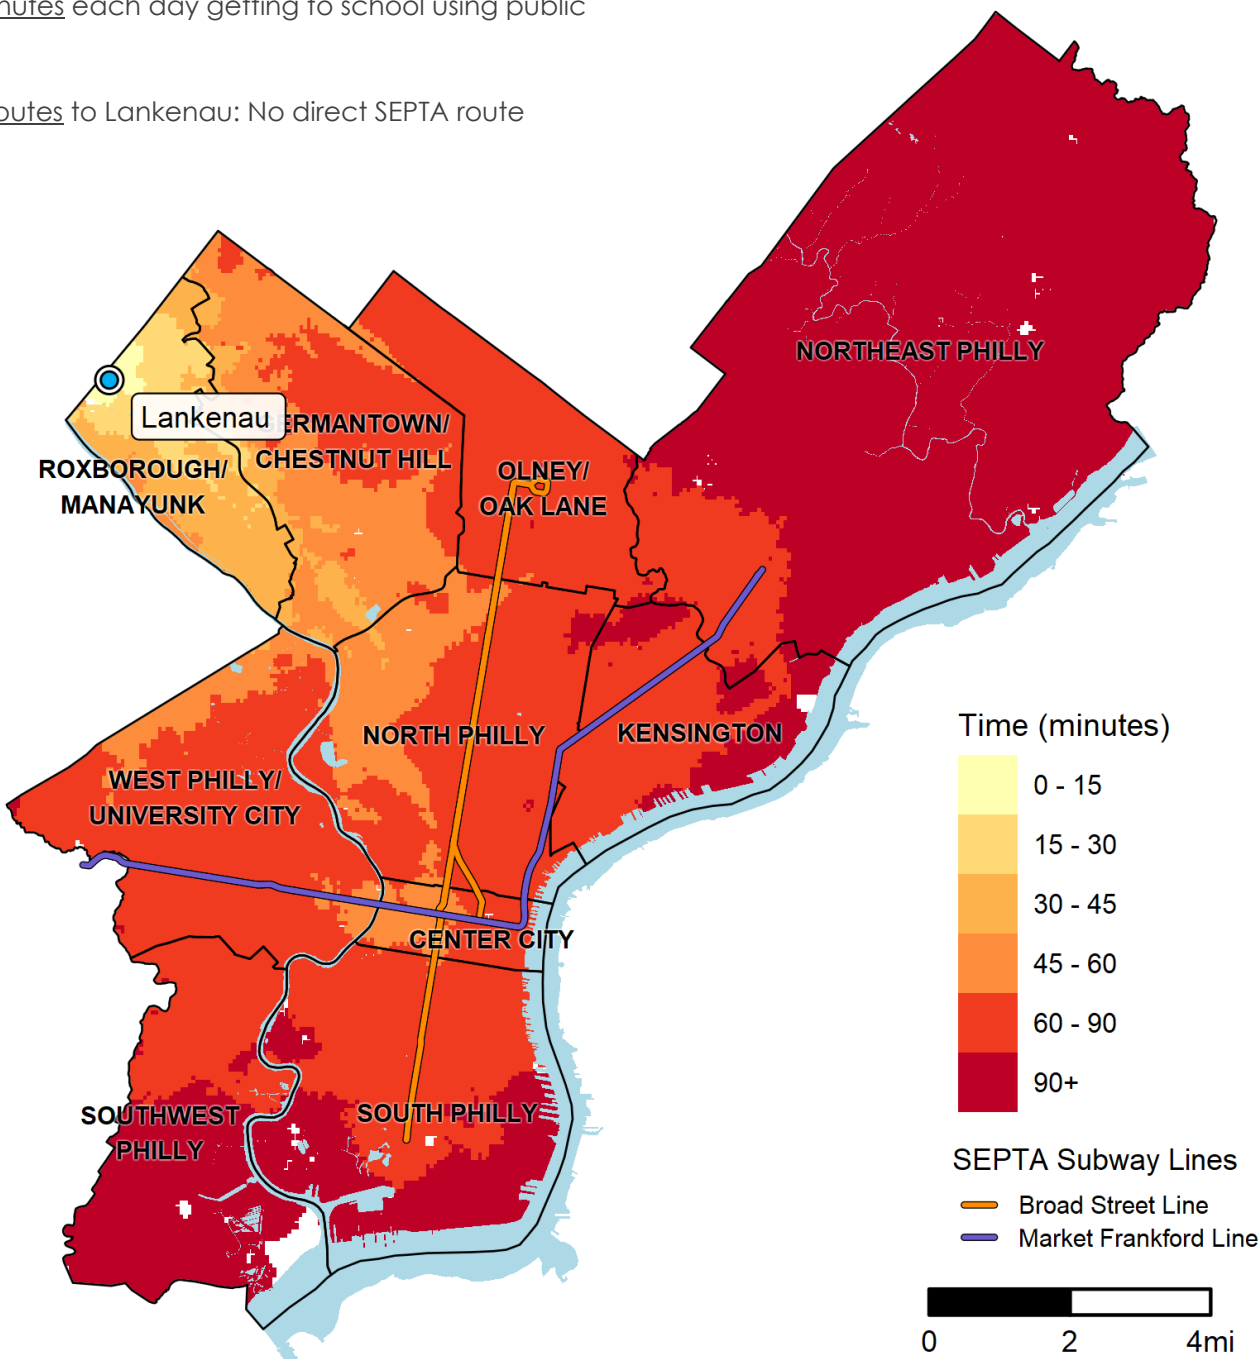 each day getting to school using public
to Lankenau: No direct SEPTA route
NORTHEAST PHILLY
Lankenau
ERMANTOWN/
CHESTNUT HILL
ROXBOROUGH/
MANAYUNK
OLNEY/
OAK LANE
NORTH PHILLY
KENSINGTON
WEST PHILLY/
UNIVERSITY CITY
CENTER CITY
SOUTHWEST
PHILLY
SOUTH PHILLY
Time (minutes)
0 - 15
15 - 30
30 - 45
45 - 60
60 - 90
90+
SEPTA Subway Lines
Broad Street Line
Market Frankford Line
0 2 4mi